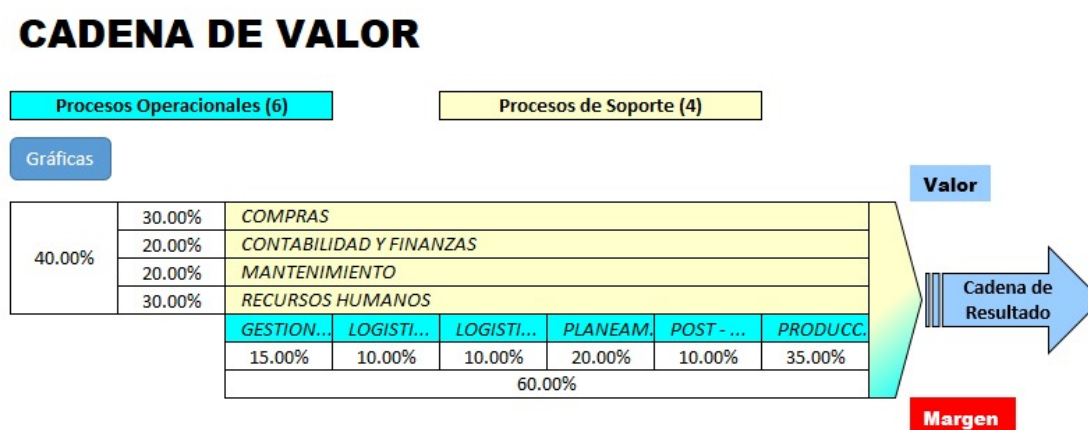 CADENA DE VALOR
Procesos Operacionales (6) Procesos de Soporte (4)
Gráficas
Valor
40.00%
30.00% COMPRAS
20.00% CONTABILIDAD Y FINANZAS
20.00% MANTENIMIENTO
30.00% RECURSOS HUMANOS
Cadena de
Resultado
GESTION... LOGISTI... LOGISTI... PLANEAM. POST - ... PRODUCC.
15.00% 10.00% 10.00% 20.00% 10.00% 35.00%
60.00%
Margen